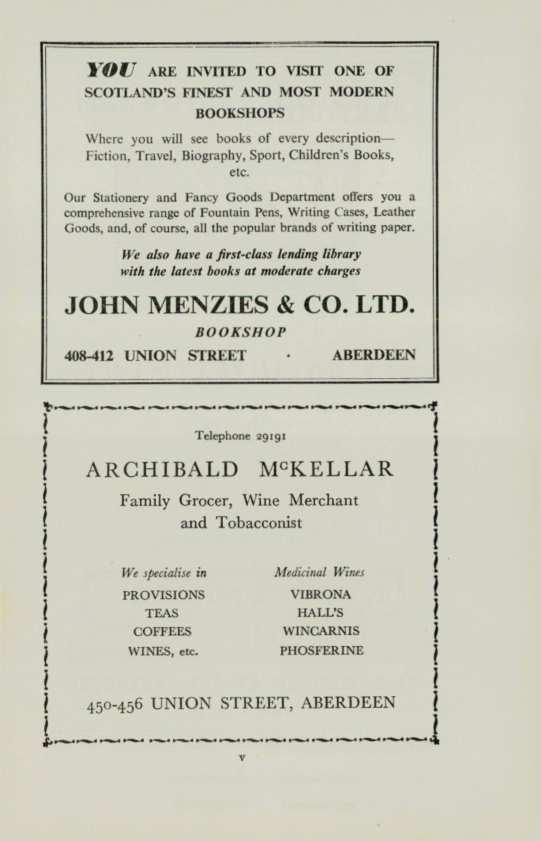 YOU ARE INVITED TO VISIT ONE OF
SCOTLAND'S FINEST AND MOST MODERN
BOOKSHOPS
Where you will see books of every description—
Fiction, Travel, Biography, Sport, Children's Books,
etc.
Our Stationery and Fancy Goods Department offers you a
comprehensive range of Fountain Pens, Writing Cases, Leather
Goods, and, of course, all the popular brands of writing paper.
We also have a first-class lending library
with the latest books at moderate charges
JOHN MENZIES & CO. LTD.
BOOKSHOP
408-412 UNION STREET · ABERDEEN
Telephone 29191
ARCHIBALD McKELLAR
Family Grocer, Wine Merchant
and Tobacconist
We specialise in
PROVISIONS
TEAS
COFFEES
WINES, etc.
Medicinal Wines
VIBRONA
HALL'S
WINCARNIS
PHOSFERINE
450-456 UNION STREET, ABERDEEN
v